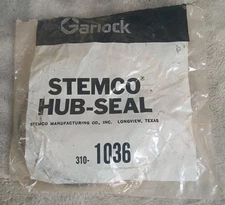 Garlock
STEMCO®
HUB-SEAL
STEMCO MANUFACTURING CO., INC. LONGVIEW, TEXAS
310- 1036